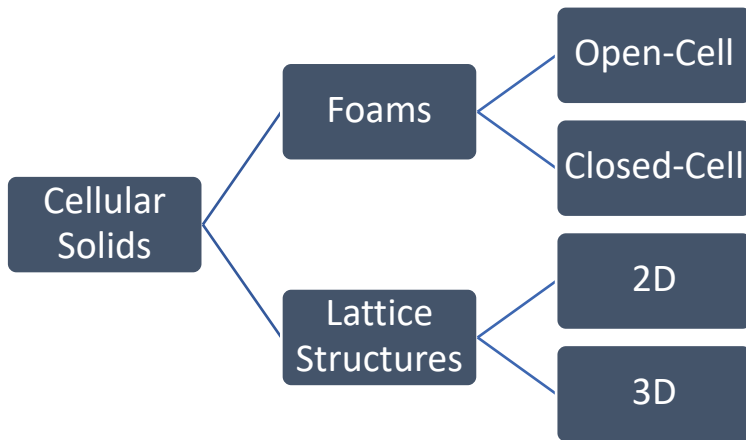 Cellular
Solids
Foams
Open-Cell
Closed-Cell
Lattice
Structures
2D
3D